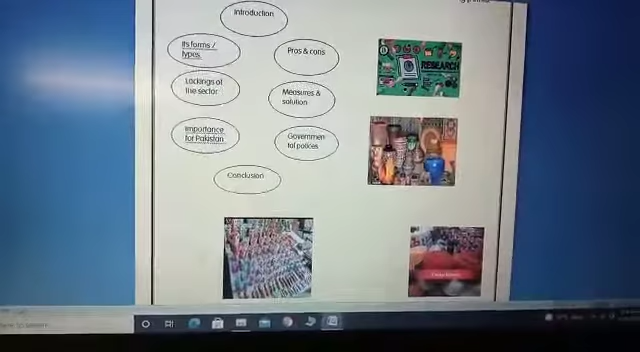 Introduction
Its forms /
types
Pros & cons
Lackings of
the sector
Measures &
solution
Importance
for Pakistan
Governmen
tal polices
Conclusion
RESEARCH